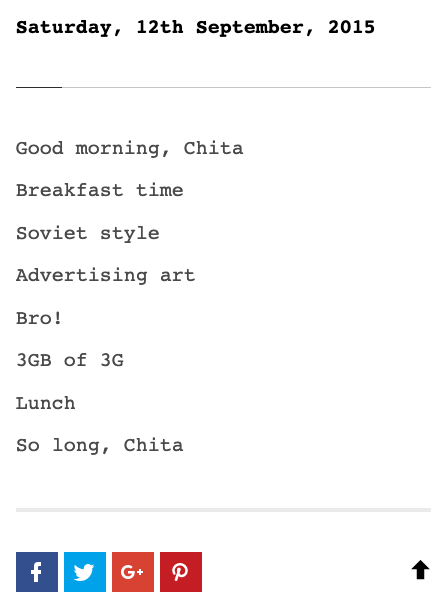 Saturday, 12th September, 2015
Good morning, Chita
Breakfast time
Soviet style
Advertising art
Bro!
3GB of 3G
Lunch
So long, Chita
f
G+